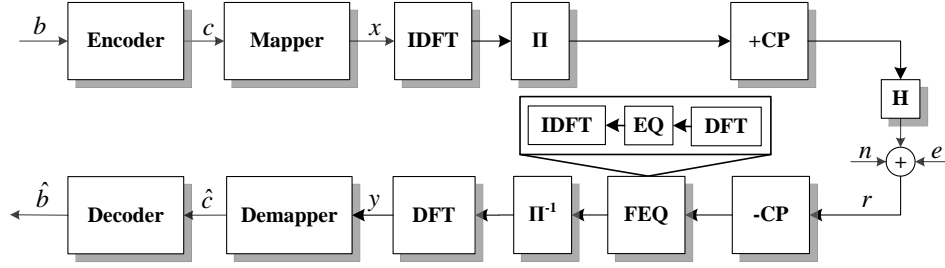 b
Encoder
c
Mapper
x
IDFT
Π
+CP
H
IDFT
EQ
DFT
n
+
e
b̂
Decoder
ĉ
Demapper
y
DFT
Π⁻¹
FEQ
-CP
r